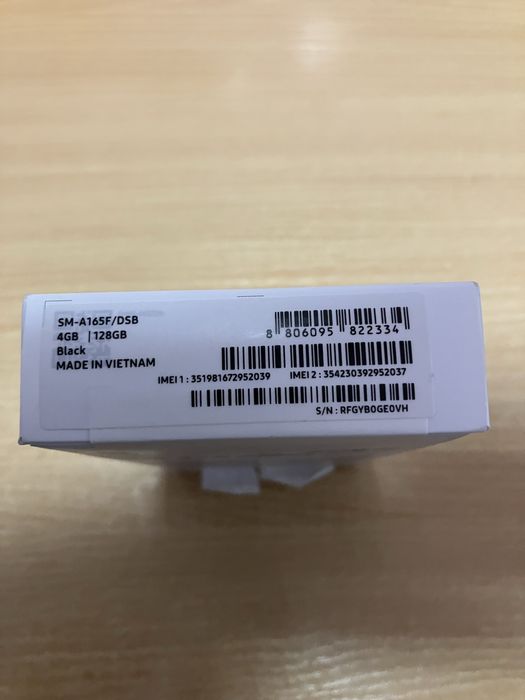 SM-A165F/DSB
4GB | 128GB
Black
MADE IN VIETNAM
8 806095 822334
IMEI 1 : 351981672952039 IMEI 2 : 354230392952037
S/N : RFGYB0GE0VH